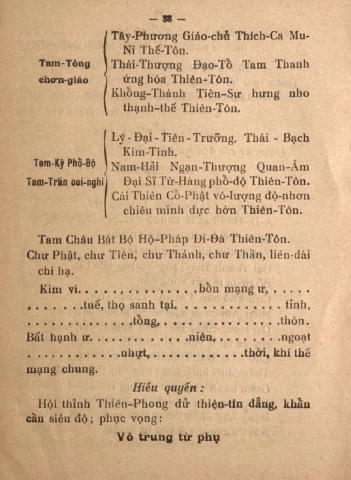 — 38 —
Tây-Phương Giáo-chủ Thích-Ca Mu-
Ni Thế-Tôn.
Tam-Tông
chơn-giáo
Thái-Thượng Đạo-Tổ Tam Thanh
ứng hóa Thiên-Tôn.
Khổng-Thánh Tiên-Sự hưng nho
thạnh-thế Thiên-Tôn.
Lý-Đại-Tiên-Trưởng, Thái-Bạch
Kim-Tinh.
Tam-Kỳ Phổ-Độ
Tam-Trấn oai-nghi
Nam-Hải Ngạn-Thượng Quan-Âm
Đại Sĩ Từ-Hàng phổ-độ Thiên-Tôn.
Cái Thiên Cổ-Phật vô-lượng độ-nhơn
chiêu minh dực hớn Thiên-Tôn.
Tam Châu Bát Bộ Hộ-Pháp Di-Đà Thiên-Tôn.
Chư Phật, chư Tiên, chư Thánh, chư Thần, liên-đài
chi hạ.
Kim vì..................bổn mạng ư,........
........tuế, thọ sanh tại..............tỉnh,
...............tổng,..................thôn.
Bất hạnh ư..............niên,..........ngoạt
.............nhựt,.............thời, khí thế
mạng chung.
Hiều quyền :
Hội thỉnh Thiên-Phong dử thiện-tín đẳng, khẩn
cầu siêu độ ; phục vọng :
Vô trung từ phụ